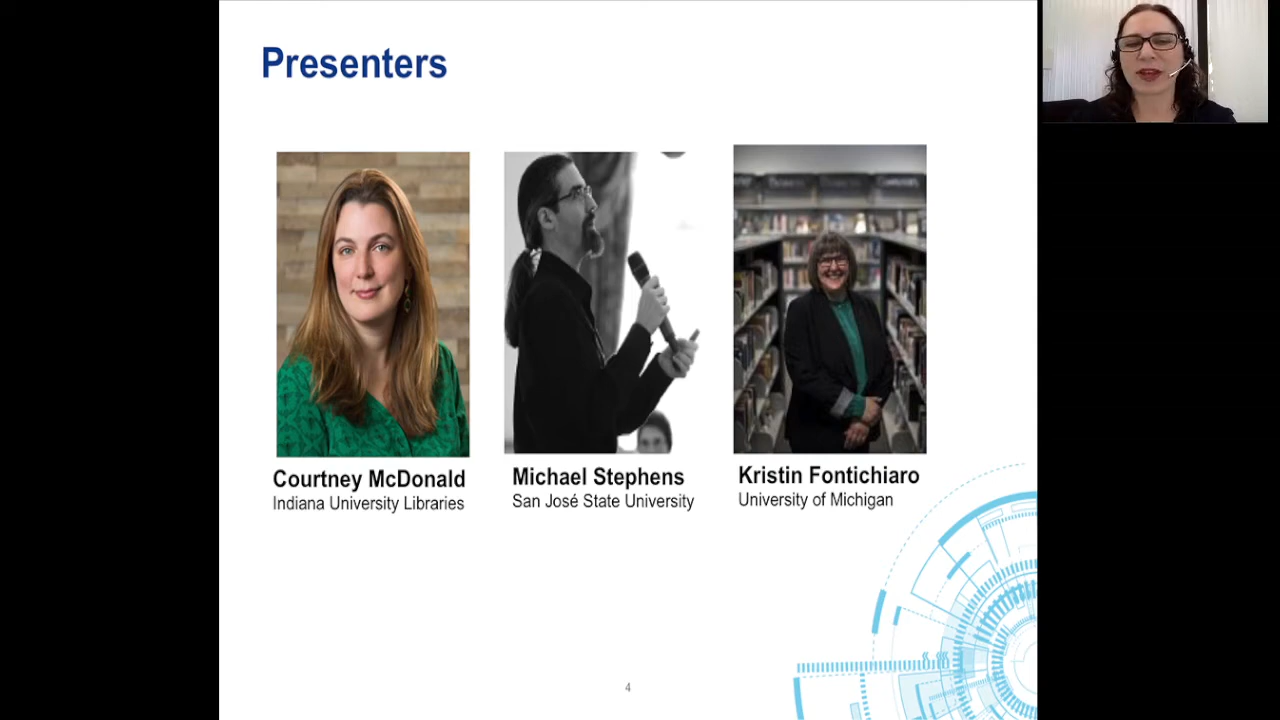 Presenters
Courtney McDonald
Indiana University Libraries
Michael Stephens
San José State University
Kristin Fontichiaro
University of Michigan
4